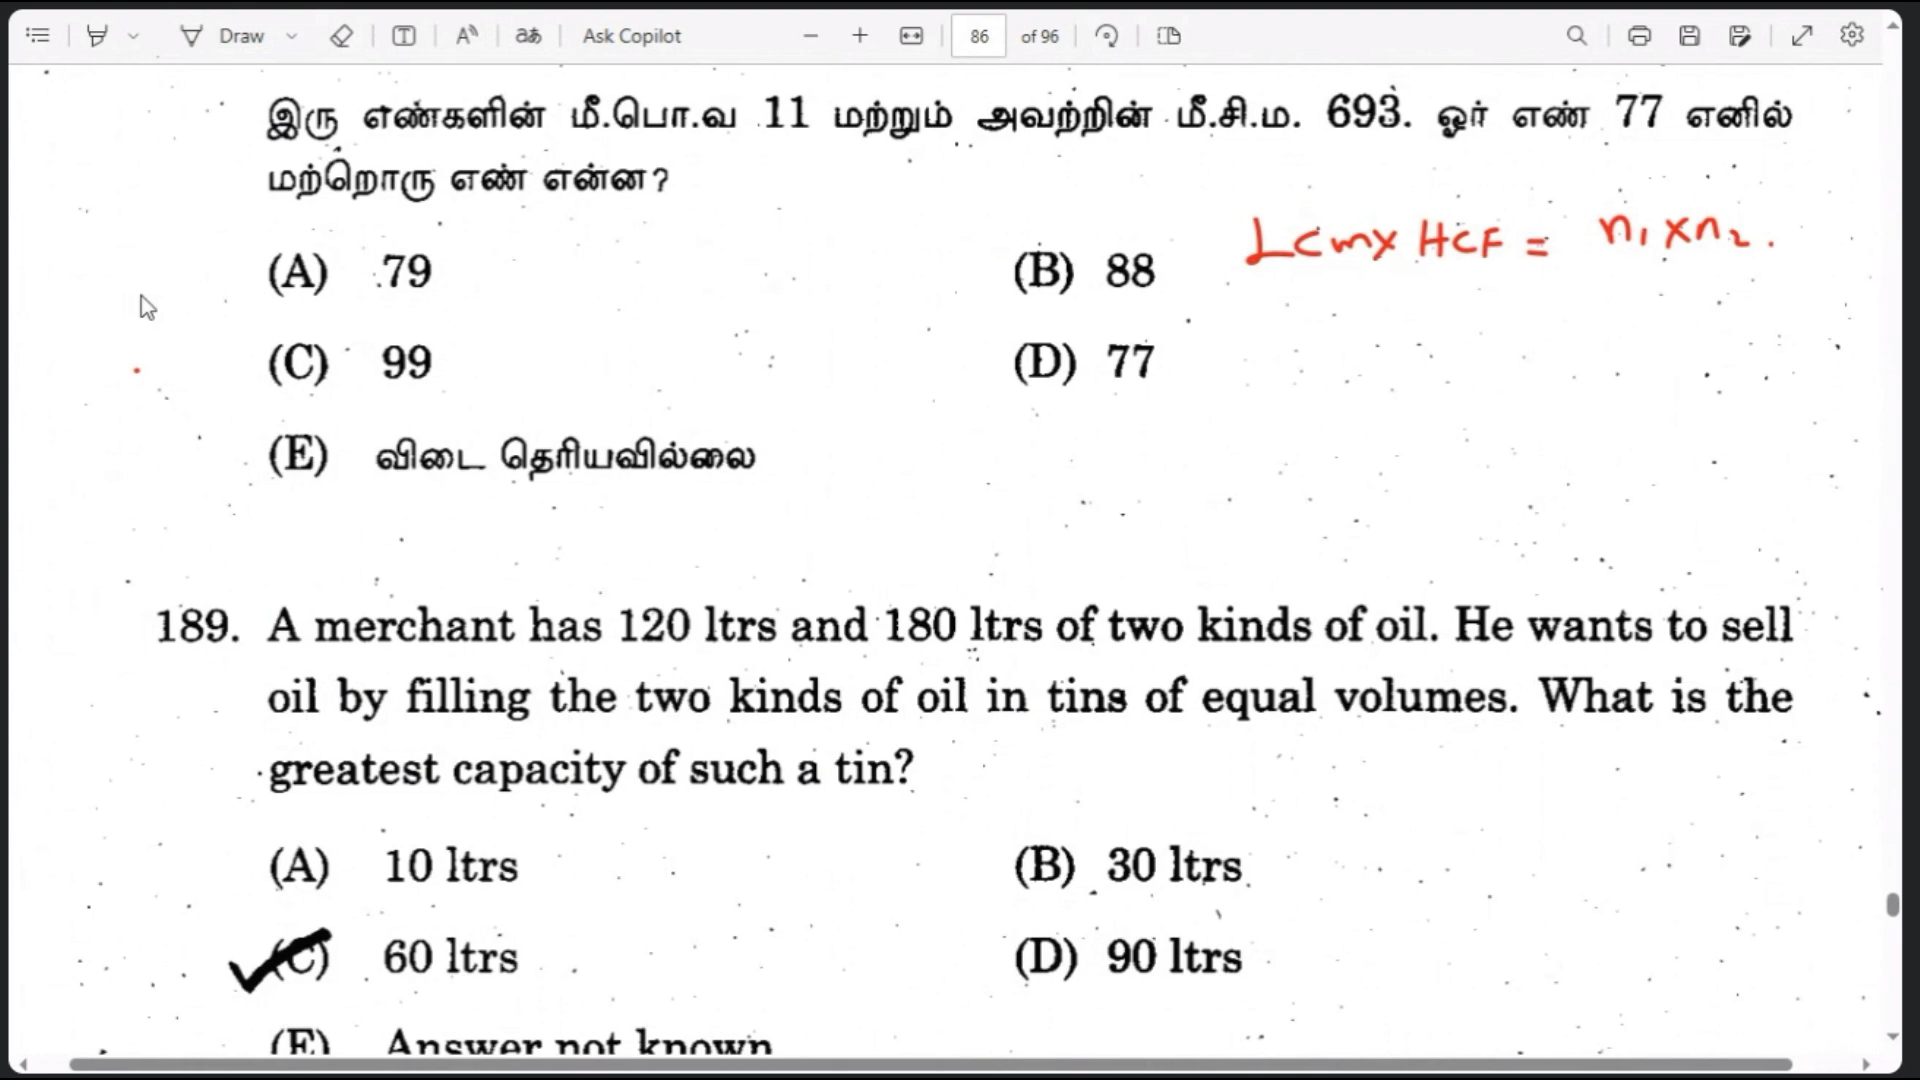 Draw
Ask Copilot
86 of 96
இரு எண்களின் மீ.பொ.வ 11 மற்றும் அவற்றின் மீ.சி.ம. 693. ஓர் எண் 77 எனில்
மற்றொரு எண் என்ன?
LCM x HCF = n1 x n2.
(A) 79
(B) 88
(C) 99
(D) 77
(E) விடை தெரியவில்லை
189. A merchant has 120 ltrs and 180 ltrs of two kinds of oil. He wants to sell
oil by filling the two kinds of oil in tins of equal volumes. What is the
greatest capacity of such a tin?
(A) 10 ltrs
(B) 30 ltrs
(C) 60 ltrs
(D) 90 ltrs
(E) Answer not known